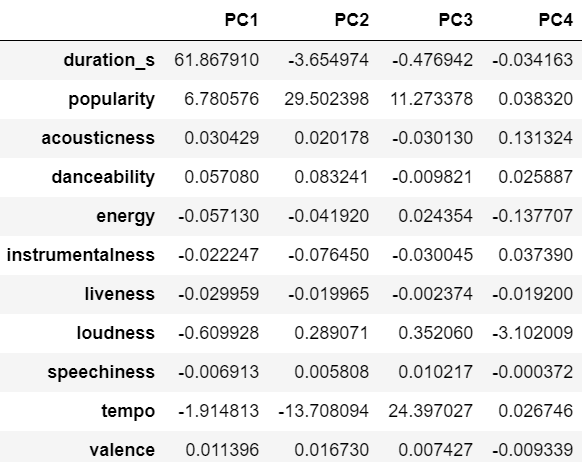 PC1 PC2 PC3 PC4
duration_s 61.867910 -3.654974 -0.476942 -0.034163
popularity 6.780576 29.502398 11.273378 0.038320
acousticness 0.030429 0.020178 -0.030130 0.131324
danceability 0.057080 0.083241 -0.009821 0.025887
energy -0.057130 -0.041920 0.024354 -0.137707
instrumentalness -0.022247 -0.076450 -0.030045 0.037390
liveness -0.029959 -0.019965 -0.002374 -0.019200
loudness -0.609928 0.289071 0.352060 -3.102009
speechiness -0.006913 0.005808 0.010217 -0.000372
tempo -1.914813 -13.708094 24.397027 0.026746
valence 0.011396 0.016730 0.007427 -0.009339